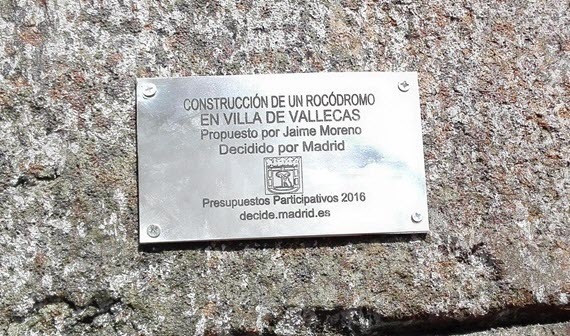 CONSTRUCCIÓN DE UN ROCÓDROMO
EN VILLA DE VALLECAS
Propuesto por Jaime Moreno
Decidido por Madrid
Presupuestos Participativos 2016
decide.madrid.es